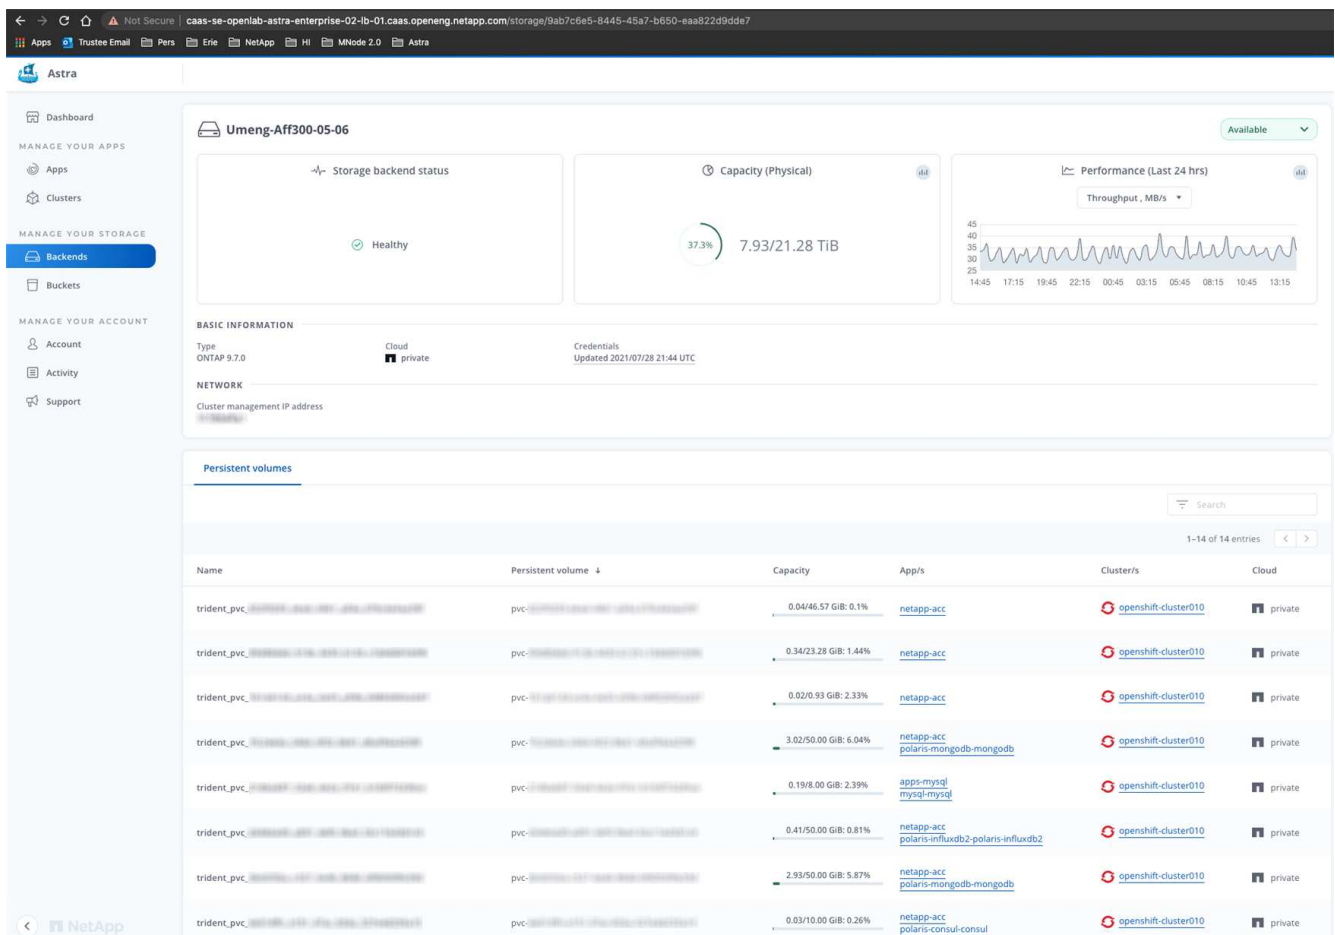 Not Secure | caas-se-openlab-astra-enterprise-02-lb-01.caas.openeng.netapp.com/storage/9ab7c6e5-8445-45a7-b650-eaa822d9dde7
Apps Trustee Email Pers Erie NetApp HI MNode 2.0 Astra
Astra
Dashboard
MANAGE YOUR APPS
Apps
Clusters
MANAGE YOUR STORAGE
Backends
Buckets
MANAGE YOUR ACCOUNT
Account
Activity
Support
NetApp
Umeng-Aff300-05-06
Available
Storage backend status
Healthy
Capacity (Physical)
37.3%
7.93/21.28 TiB
Performance (Last 24 hrs)
Throughput , MB/s
45
40
35
30
25
14:45 17:15 19:45 22:15 00:45 03:15 05:45 08:15 10:45 13:15
BASIC INFORMATION
Type Cloud Credentials
ONTAP 9.7.0 private Updated 2021/07/28 21:44 UTC
NETWORK
Cluster management IP address
Persistent volumes
Search
1–14 of 14 entries
Name Persistent volume Capacity App/s Cluster/s Cloud
trident_pvc_ pvc- 0.04/46.57 GiB: 0.1% netapp-acc openshift-cluster010 private
trident_pvc_ pvc- 0.34/23.28 GiB: 1.44% netapp-acc openshift-cluster010 private
trident_pvc_ pvc- 0.02/0.93 GiB: 2.33% netapp-acc openshift-cluster010 private
trident_pvc_ pvc- 3.02/50.00 GiB: 6.04% netapp-acc openshift-cluster010 private
polaris-mongodb-mongodb
trident_pvc_ pvc- 0.19/8.00 GiB: 2.39% apps-mysql openshift-cluster010 private
mysql-mysql
trident_pvc_ pvc- 0.41/50.00 GiB: 0.81% netapp-acc openshift-cluster010 private
polaris-influxdb2-polaris-influxdb2
trident_pvc_ pvc- 2.93/50.00 GiB: 5.87% netapp-acc openshift-cluster010 private
polaris-mongodb-mongodb
trident_pvc_ pvc- 0.03/10.00 GiB: 0.26% netapp-acc openshift-cluster010 private
polaris-consul-consul